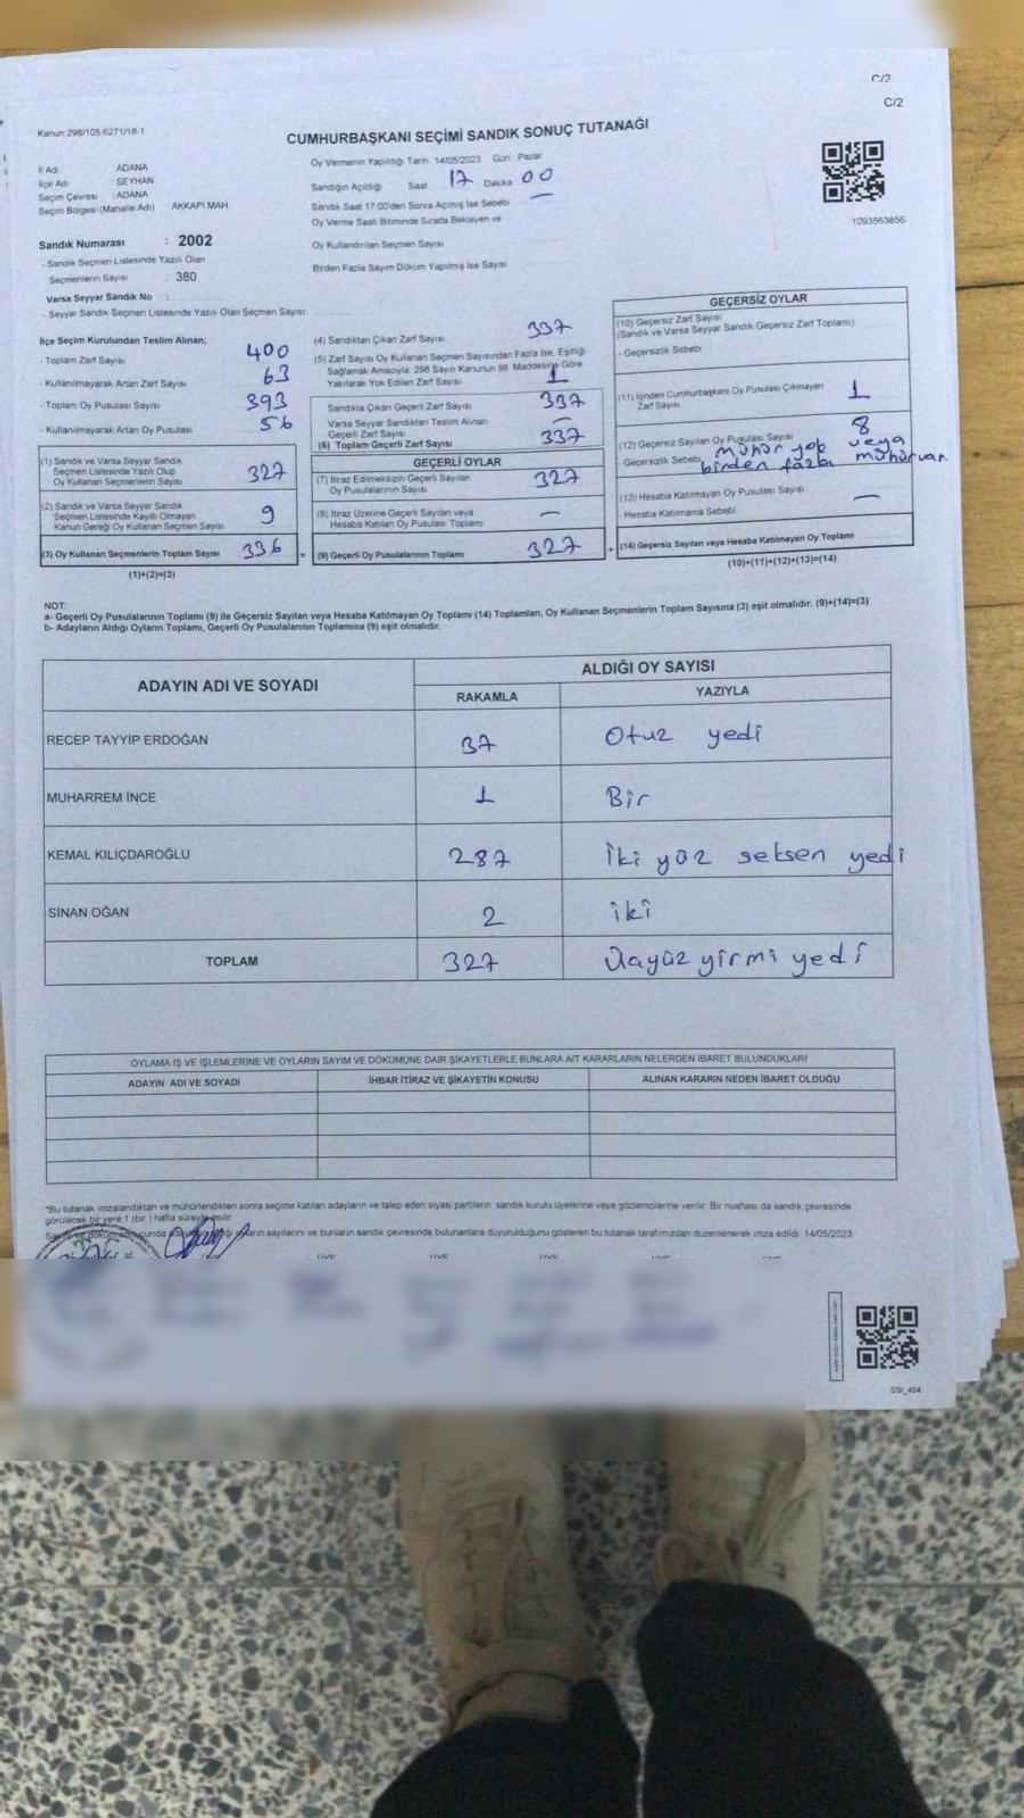 C/2
C/2
Kanun:298/105,6271/18-1
CUMHURBAŞKANI SEÇİMİ SANDIK SONUÇ TUTANAĞI
İl Adı : ADANA
İlçe Adı : SEYHAN
Seçim Çevresi : ADANA
Seçim Bölgesi (Mahalle Adı) AKKAPI MAH
Oy Vermenin Yapıldığı Tarih: 14/05/2023 Gün: Pazar
Sandığın Açıldığı Saat 17 Dakika 00
Sandık Saat 17:00'den Sonra Açılmış İse Sebebi —
Oy Verme Saati Bitiminde Sırada Bekleyen ve
Oy Kullandırılan Seçmen Sayısı
Birden Fazla Sayım Döküm Yapılmış İse Sayısı
1093563856
Sandık Numarası : 2002
- Sandık Seçmen Listesinde Yazılı Olan
Seçmenlerin Sayısı : 380
Varsa Seyyar Sandık No :
- Seyyar Sandık Seçmen Listesinde Yazılı Olan Seçmen Sayısı:
İlçe Seçim Kurulundan Teslim Alınan;
- Toplam Zarf Sayısı 400
- Kullanılmayarak Artan Zarf Sayısı 63
- Toplam Oy Pusulası Sayısı 393
- Kullanılmayarak Artan Oy Pusulası 56
(1) Sandık ve Varsa Seyyar Sandık
Seçmen Listesinde Yazılı Olup
Oy Kullanan Seçmenlerin Sayısı 327
(2) Sandık ve Varsa Seyyar Sandık
Seçmen Listesinde Kayıtlı Olmayan
Kanun Gereği Oy Kullanan Seçmen Sayısı 9
(3) Oy Kullanan Seçmenlerin Toplam Sayısı 336
(1)+(2)=(3)
(4) Sandıktan Çıkan Zarf Sayısı 337
(5) Zarf Sayısı Oy Kullanan Seçmen Sayısından Fazla İse, Eşitliği
Sağlamak Amacıyla; 298 Sayılı Kanunun 98. Maddesine Göre
Yakılarak Yok Edilen Zarf Sayısı 1
Sandıkta Çıkan Geçerli Zarf Sayısı 337
Varsa Seyyar Sandıktan Teslim Alınan
Geçerli Zarf Sayısı —
(6) Toplam Geçerli Zarf Sayısı 337
GEÇERLİ OYLAR
(7) İtiraz Edilmeksizin Geçerli Sayılan
Oy Pusulalarının Sayısı 327
(8) İtiraz Üzerine Geçerli Sayılan veya
Hesaba Katılan Oy Pusulası Toplamı —
(9) Geçerli Oy Pusulalarının Toplamı 327
GEÇERSİZ OYLAR
(10) Geçersiz Zarf Sayısı
(Sandık ve Varsa Seyyar Sandık Geçersiz Zarf Toplamı)
- Geçersizlik Sebebi
(11) İçinden Cumhurbaşkanı Oy Pusulası Çıkmayan
Zarf Sayısı 1
(12) Geçersiz Sayılan Oy Pusulası Sayısı 8
- Geçersizlik Sebebi mühür yok veya
birden fazla mühür var
(13) Hesaba Katılmayan Oy Pusulası Sayısı —
- Hesaba Katılmama Sebebi
(14) Geçersiz Sayılan veya Hesaba Katılmayan Oy Toplamı
(10)+(11)+(12)+(13)=(14)
NOT:
a- Geçerli Oy Pusulalarının Toplamı (9) ile Geçersiz Sayılan veya Hesaba Katılmayan Oy Toplamı (14) Toplamları, Oy Kullanan Seçmenlerin Toplam Sayısına (3) eşit olmalıdır. (9)+(14)=(3)
b- Adayların Aldığı Oyların Toplamı, Geçerli Oy Pusulalarının Toplamına (9) eşit olmalıdır.
ADAYIN ADI VE SOYADI ALDIĞI OY SAYISI
RAKAMLA YAZIYLA
RECEP TAYYİP ERDOĞAN 37 Otuz yedi
MUHARREM İNCE 1 Bir
KEMAL KILIÇDAROĞLU 287 İki yüz seksen yedi
SİNAN OĞAN 2 iki
TOPLAM 327 Üçyüz yirmi yedi
OYLAMA İŞ VE İŞLEMLERİNE VE OYLARIN SAYIM VE DÖKÜMÜNE DAİR ŞİKAYETLERLE BUNLARA AİT KARARLARIN NELERDEN İBARET BULUNDUKLARI
ADAYIN ADI VE SOYADI İHBAR İTİRAZ VE ŞİKAYETİN KONUSU ALINAN KARARIN NEDEN İBARET OLDUĞU
*Bu tutanak imzalandıktan ve mühürlendikten sonra seçime katılan adayların ve talep eden siyasi partilerin sandık kurulu üyelerine veya gözlemcilerine verilir. Bir nüshası da sandık çevresinde
görülecek bir yere 1 (bir) hafta süreyle asılır.
oyların sayılarını ve bunların sandık çevresinde bulunanlara duyurulduğunu gösteren bu tutanak tarafımızdan düzenlenerek imza edildi. 14/05/2023